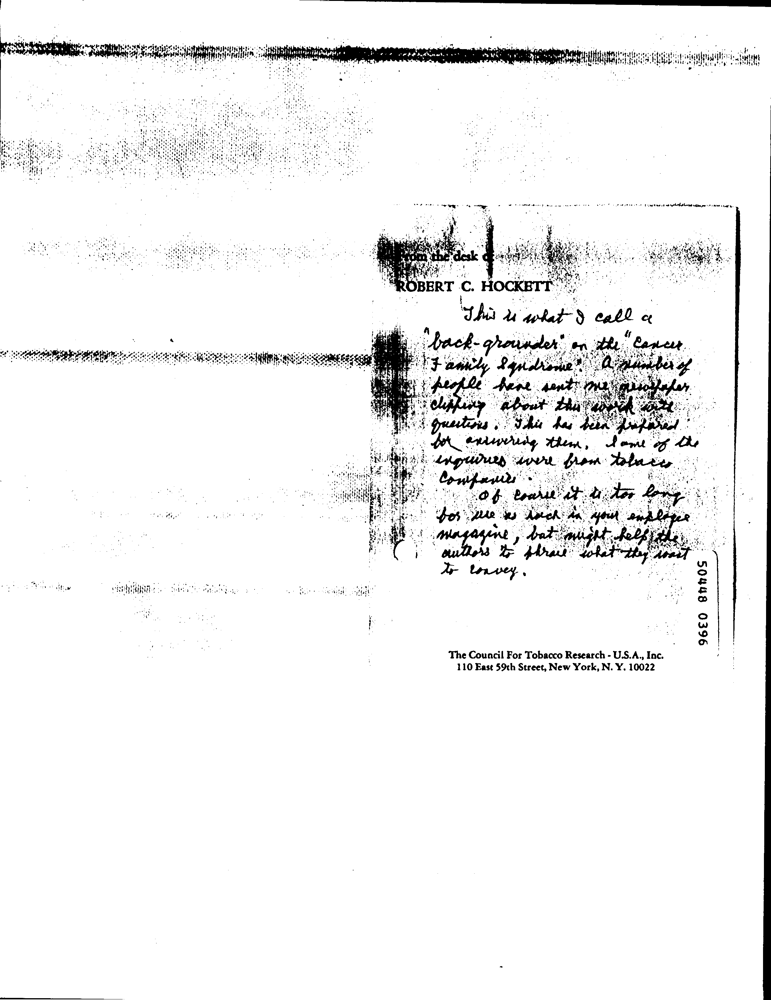 From the desk of
ROBERT C. HOCKETT
This is what I call a
"back-grounder" on the "Cancer
Family Syndrome". A number of
people have sent me newspaper
clipping about this work with
questions. This has been prepared
for answering them. Some of the
inquiries were from tobacco
Companies.
Of course it is too long
for use as such in your employee
magazine, but might help the
authors to phrase what they want
to convey.
50448 0396
The Council For Tobacco Research - U.S.A., Inc.
110 East 59th Street, New York, N. Y. 10022